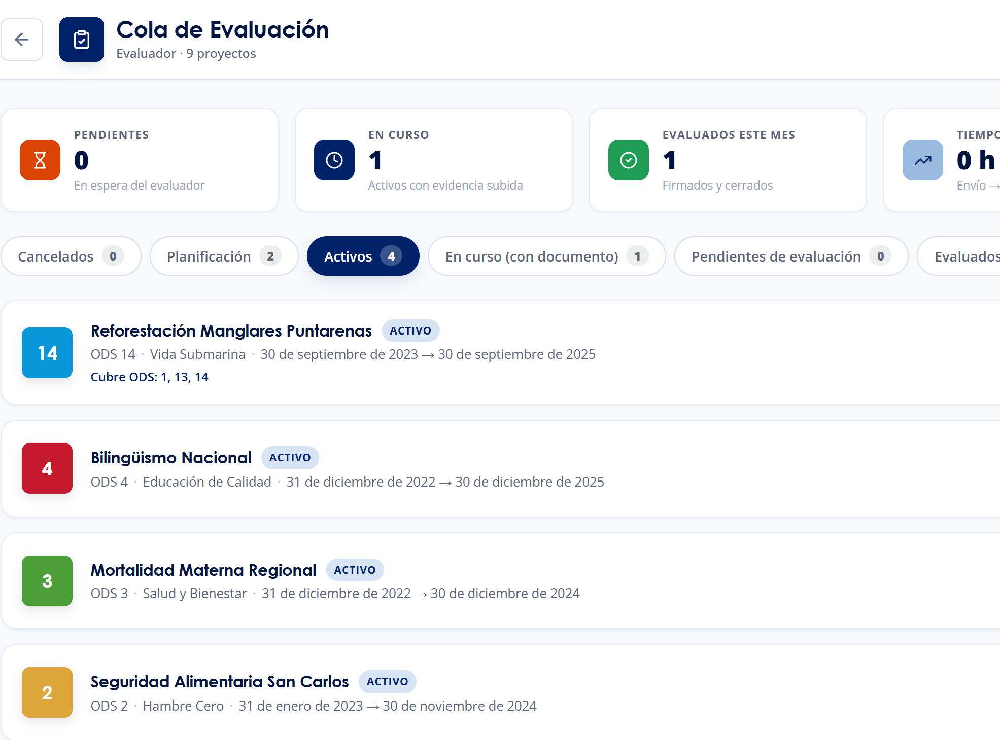 Cola de Evaluación
Evaluador · 9 proyectos
PENDIENTES
0
En espera del evaluador
EN CURSO
1
Activos con evidencia subida
EVALUADOS ESTE MES
1
Firmados y cerrados
TIEMPO
0 h
Envío →
Cancelados 0
Planificación 2
Activos 4
En curso (con documento) 1
Pendientes de evaluación 0
Evaluados
14
Reforestación Manglares Puntarenas ACTIVO
ODS 14 · Vida Submarina · 30 de septiembre de 2023 → 30 de septiembre de 2025
Cubre ODS: 1, 13, 14
4
Bilingüismo Nacional ACTIVO
ODS 4 · Educación de Calidad · 31 de diciembre de 2022 → 30 de diciembre de 2025
3
Mortalidad Materna Regional ACTIVO
ODS 3 · Salud y Bienestar · 31 de diciembre de 2022 → 30 de diciembre de 2024
2
Seguridad Alimentaria San Carlos ACTIVO
ODS 2 · Hambre Cero · 31 de enero de 2023 → 30 de noviembre de 2024